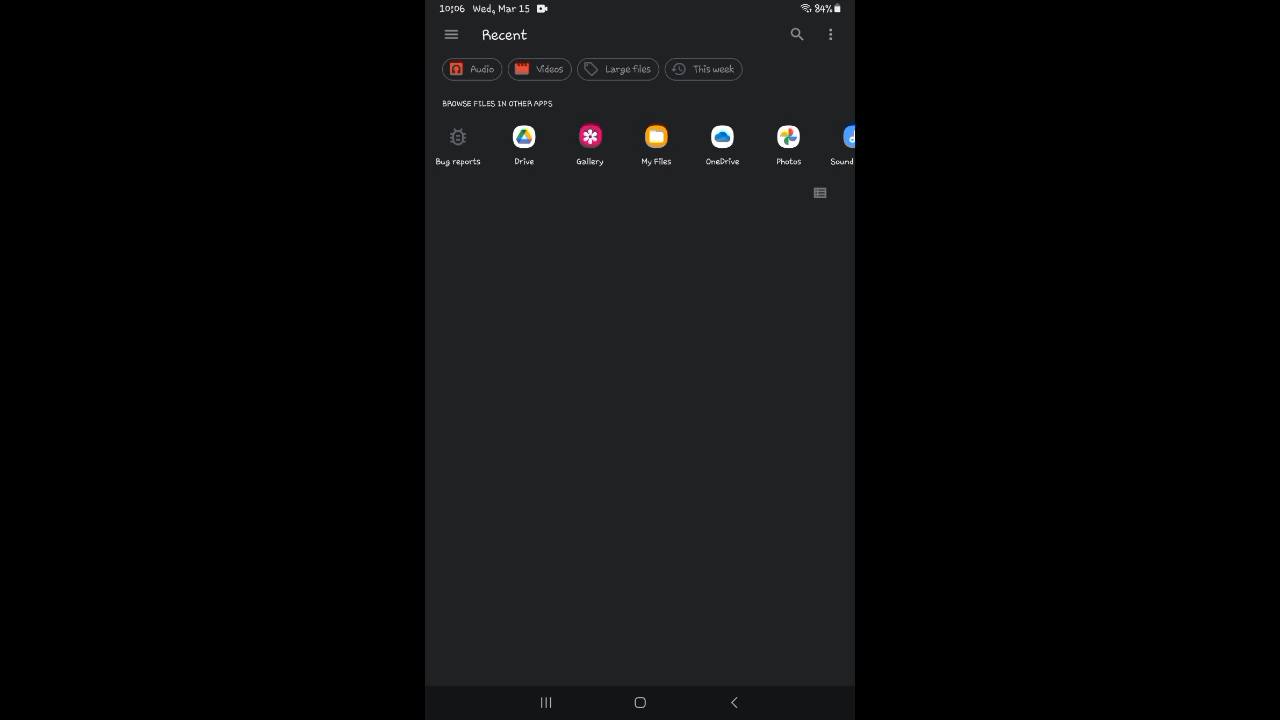 10:06 Wed, Mar 15 84%
Recent
Audio Videos Large files This week
BROWSE FILES IN OTHER APPS
Bug reports Drive Gallery My Files OneDrive Photos Sound